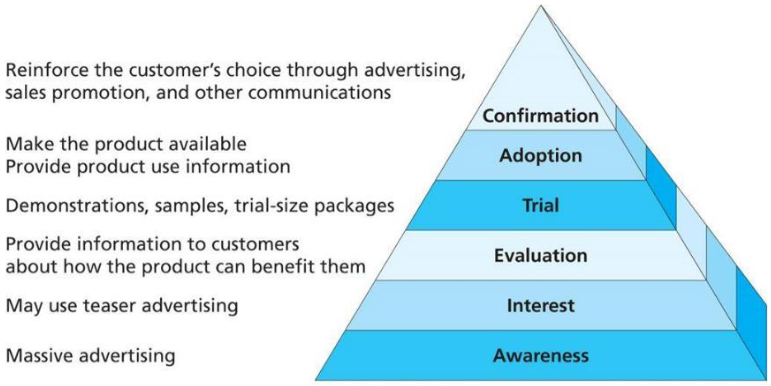 Reinforce the customer's choice through advertising,
sales promotion, and other communications
Confirmation
Make the product available
Provide product use information
Adoption
Demonstrations, samples, trial-size packages
Trial
Provide information to customers
about how the product can benefit them
Evaluation
May use teaser advertising
Interest
Massive advertising
Awareness